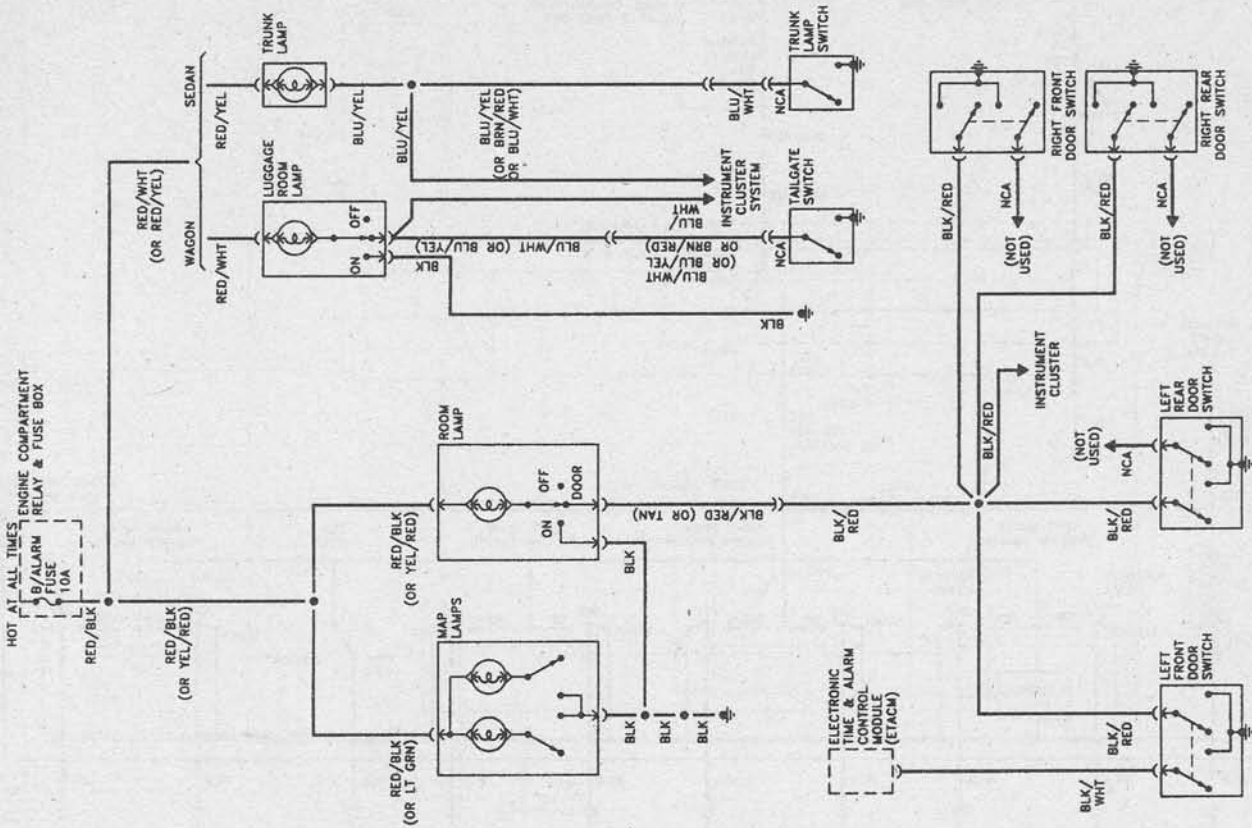 HOT AT ALL TIMES
B/ALARM
FUSE
10A
ENGINE COMPARTMENT
RELAY & FUSE BOX
RED/BLK
RED/BLK
(OR YEL/RED)
RED/WHT
(OR RED/YEL)
WAGON
SEDAN
RED/WHT
RED/YEL
LUGGAGE
ROOM
LAMP
ON
OFF
TRUNK
LAMP
BLU/YEL
BLU/YEL
BLU/YEL
(OR BRN/RED
OR BLU/WHT)
BLU/
WHT
NCA
TRUNK
LAMP
SWITCH
BLK
BLU/WHT (OR BLU/YEL)
BLU/
WHT
INSTRUMENT
CLUSTER
SYSTEM
BLU/WHT
(OR BLU/YEL
OR BRN/RED)
NCA
TAILGATE
SWITCH
BLK
RED/BLK
(OR LT GRN)
MAP
LAMPS
RED/BLK
(OR YEL/RED)
ROOM
LAMP
ON
OFF
DOOR
BLK
BLK
BLK
BLK
BLK/RED (OR TAN)
BLK/
RED
BLK/RED
INSTRUMENT
CLUSTER
BLK/RED
NCA
(NOT
USED)
RIGHT FRONT
DOOR SWITCH
BLK/RED
NCA
(NOT
USED)
RIGHT REAR
DOOR SWITCH
ELECTRONIC
TIME & ALARM
CONTROL
MODULE
(ETACM)
BLK/
WHT
BLK/
RED
LEFT
FRONT
DOOR
SWITCH
BLK/
RED
NCA
(NOT
USED)
LEFT
REAR
DOOR
SWITCH